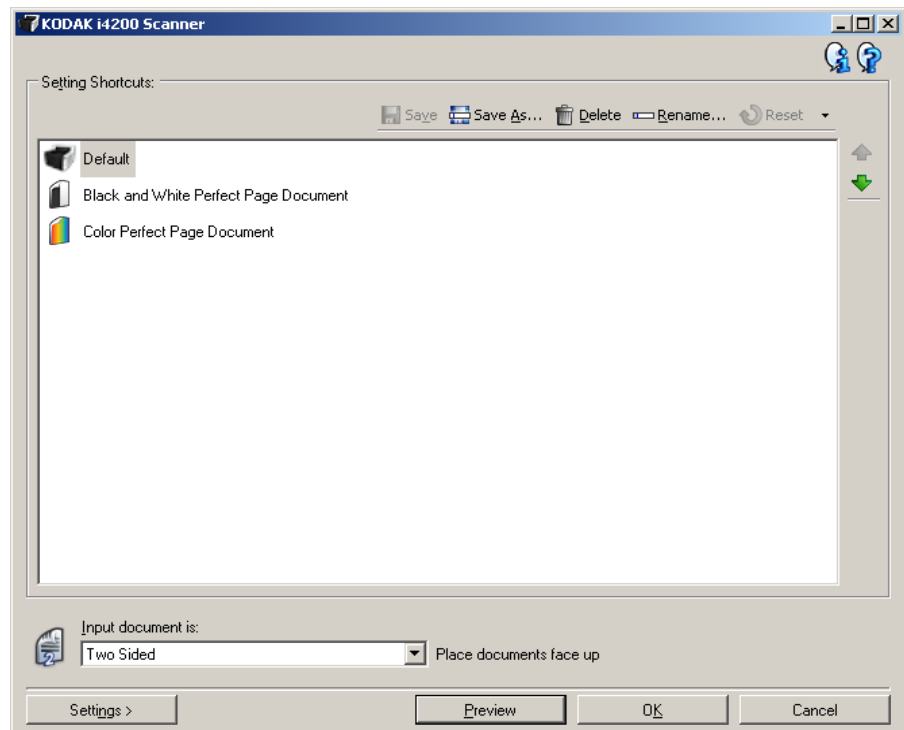 KODAK i4200 Scanner
Setting Shortcuts:
Save Save As... Delete Rename... Reset
Default
Black and White Perfect Page Document
Color Perfect Page Document
Input document is:
Two Sided Place documents face up
Settings > Preview OK Cancel